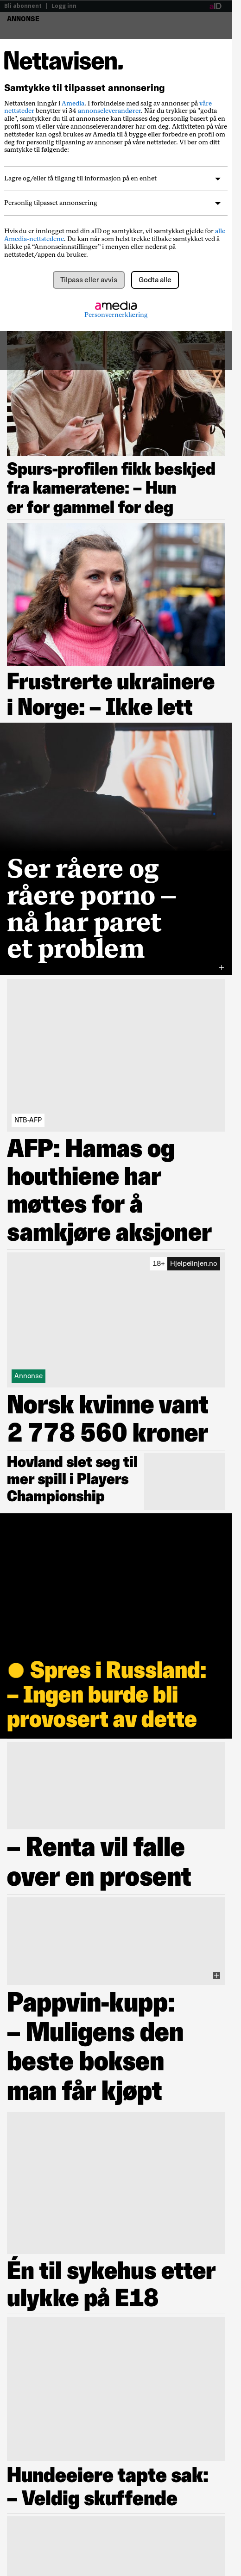 Bli abonnent
Logg inn
ANNONSE
Nettavisen.
Samtykke til tilpasset annonsering
Nettavisen inngår i Amedia. I forbindelse med salg av annonser på våre
nettsteder benytter vi 34 annonseleverandører. Når du trykker på "godta
alle", samtykker du til at annonsører kan tilpasses deg personlig basert på en
profil som vi eller våre annonseleverandører har om deg. Aktiviteten på våre
nettsteder kan også brukes av Amedia til å bygge eller forbedre en profil om
deg for personlig tilpasning av annonser på våre nettsteder. Vi ber om ditt
samtykke til følgende:
Lagre og/eller få tilgang til informasjon på en enhet
Personlig tilpasset annonsering
Hvis du er innlogget med din aID og samtykker, vil samtykket gjelde for alle
Amedia-nettstedene. Du kan når som helst trekke tilbake samtykket ved å
klikke på “Annonseinnstillinger” i menyen eller nederst på
nettstedet/appen du bruker.
Tilpass eller avvis
Godta alle
amedia
Personvernerklæring
Spurs-profilen fikk beskjed
fra kameratene: – Hun
er for gammel for deg
Frustrerte ukrainere
i Norge: – Ikke lett
Ser råere og
råere porno –
nå har paret
et problem
NTB-AFP
AFP: Hamas og
houthiene har
møttes for å
samkjøre aksjoner
18+ Hjelpelinjen.no
Annonse
Norsk kvinne vant
2 778 560 kroner
Hovland slet seg til
mer spill i Players
Championship
Spres i Russland:
– Ingen burde bli
provosert av dette
– Renta vil falle
over en prosent
Pappvin-kupp:
– Muligens den
beste boksen
man får kjøpt
Én til sykehus etter
ulykke på E18
Hundeeiere tapte sak:
– Veldig skuffende